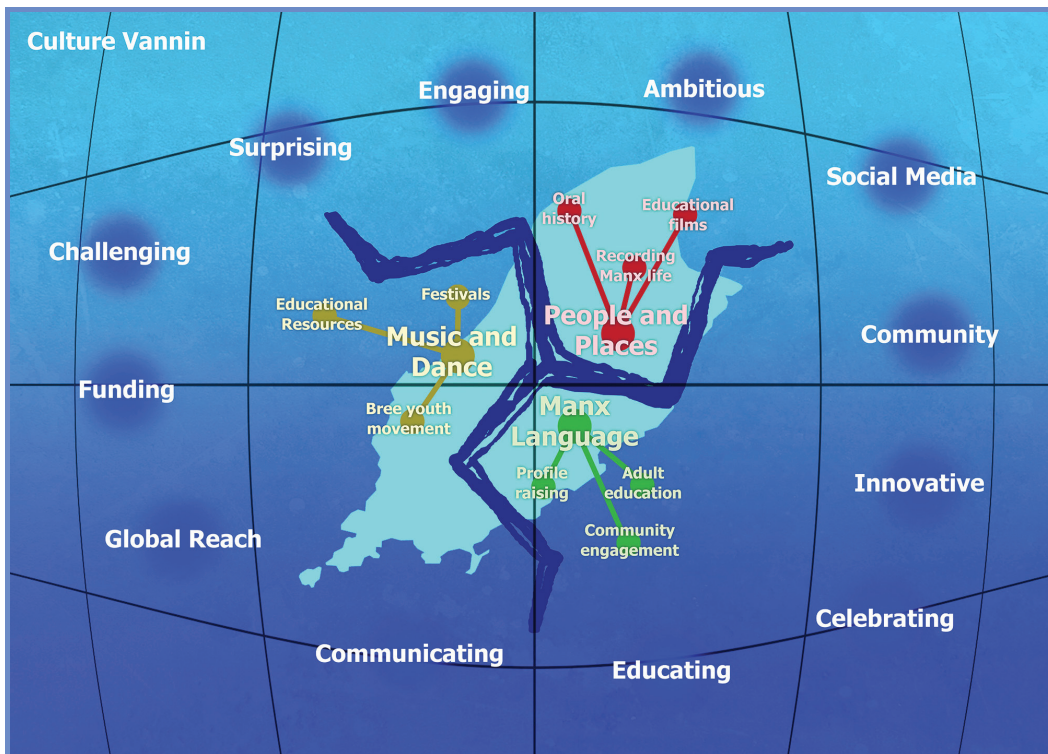 Culture Vannin
Engaging
Ambitious
Surprising
Social Media
Challenging
Oral
history
Educational
films
Recording
Manx life
Educational
Resources
Festivals
Music and
Dance
People and
Places
Community
Funding
Bree youth
movement
Manx
Language
Profile
raising
Adult
education
Innovative
Global Reach
Community
engagement
Celebrating
Communicating
Educating